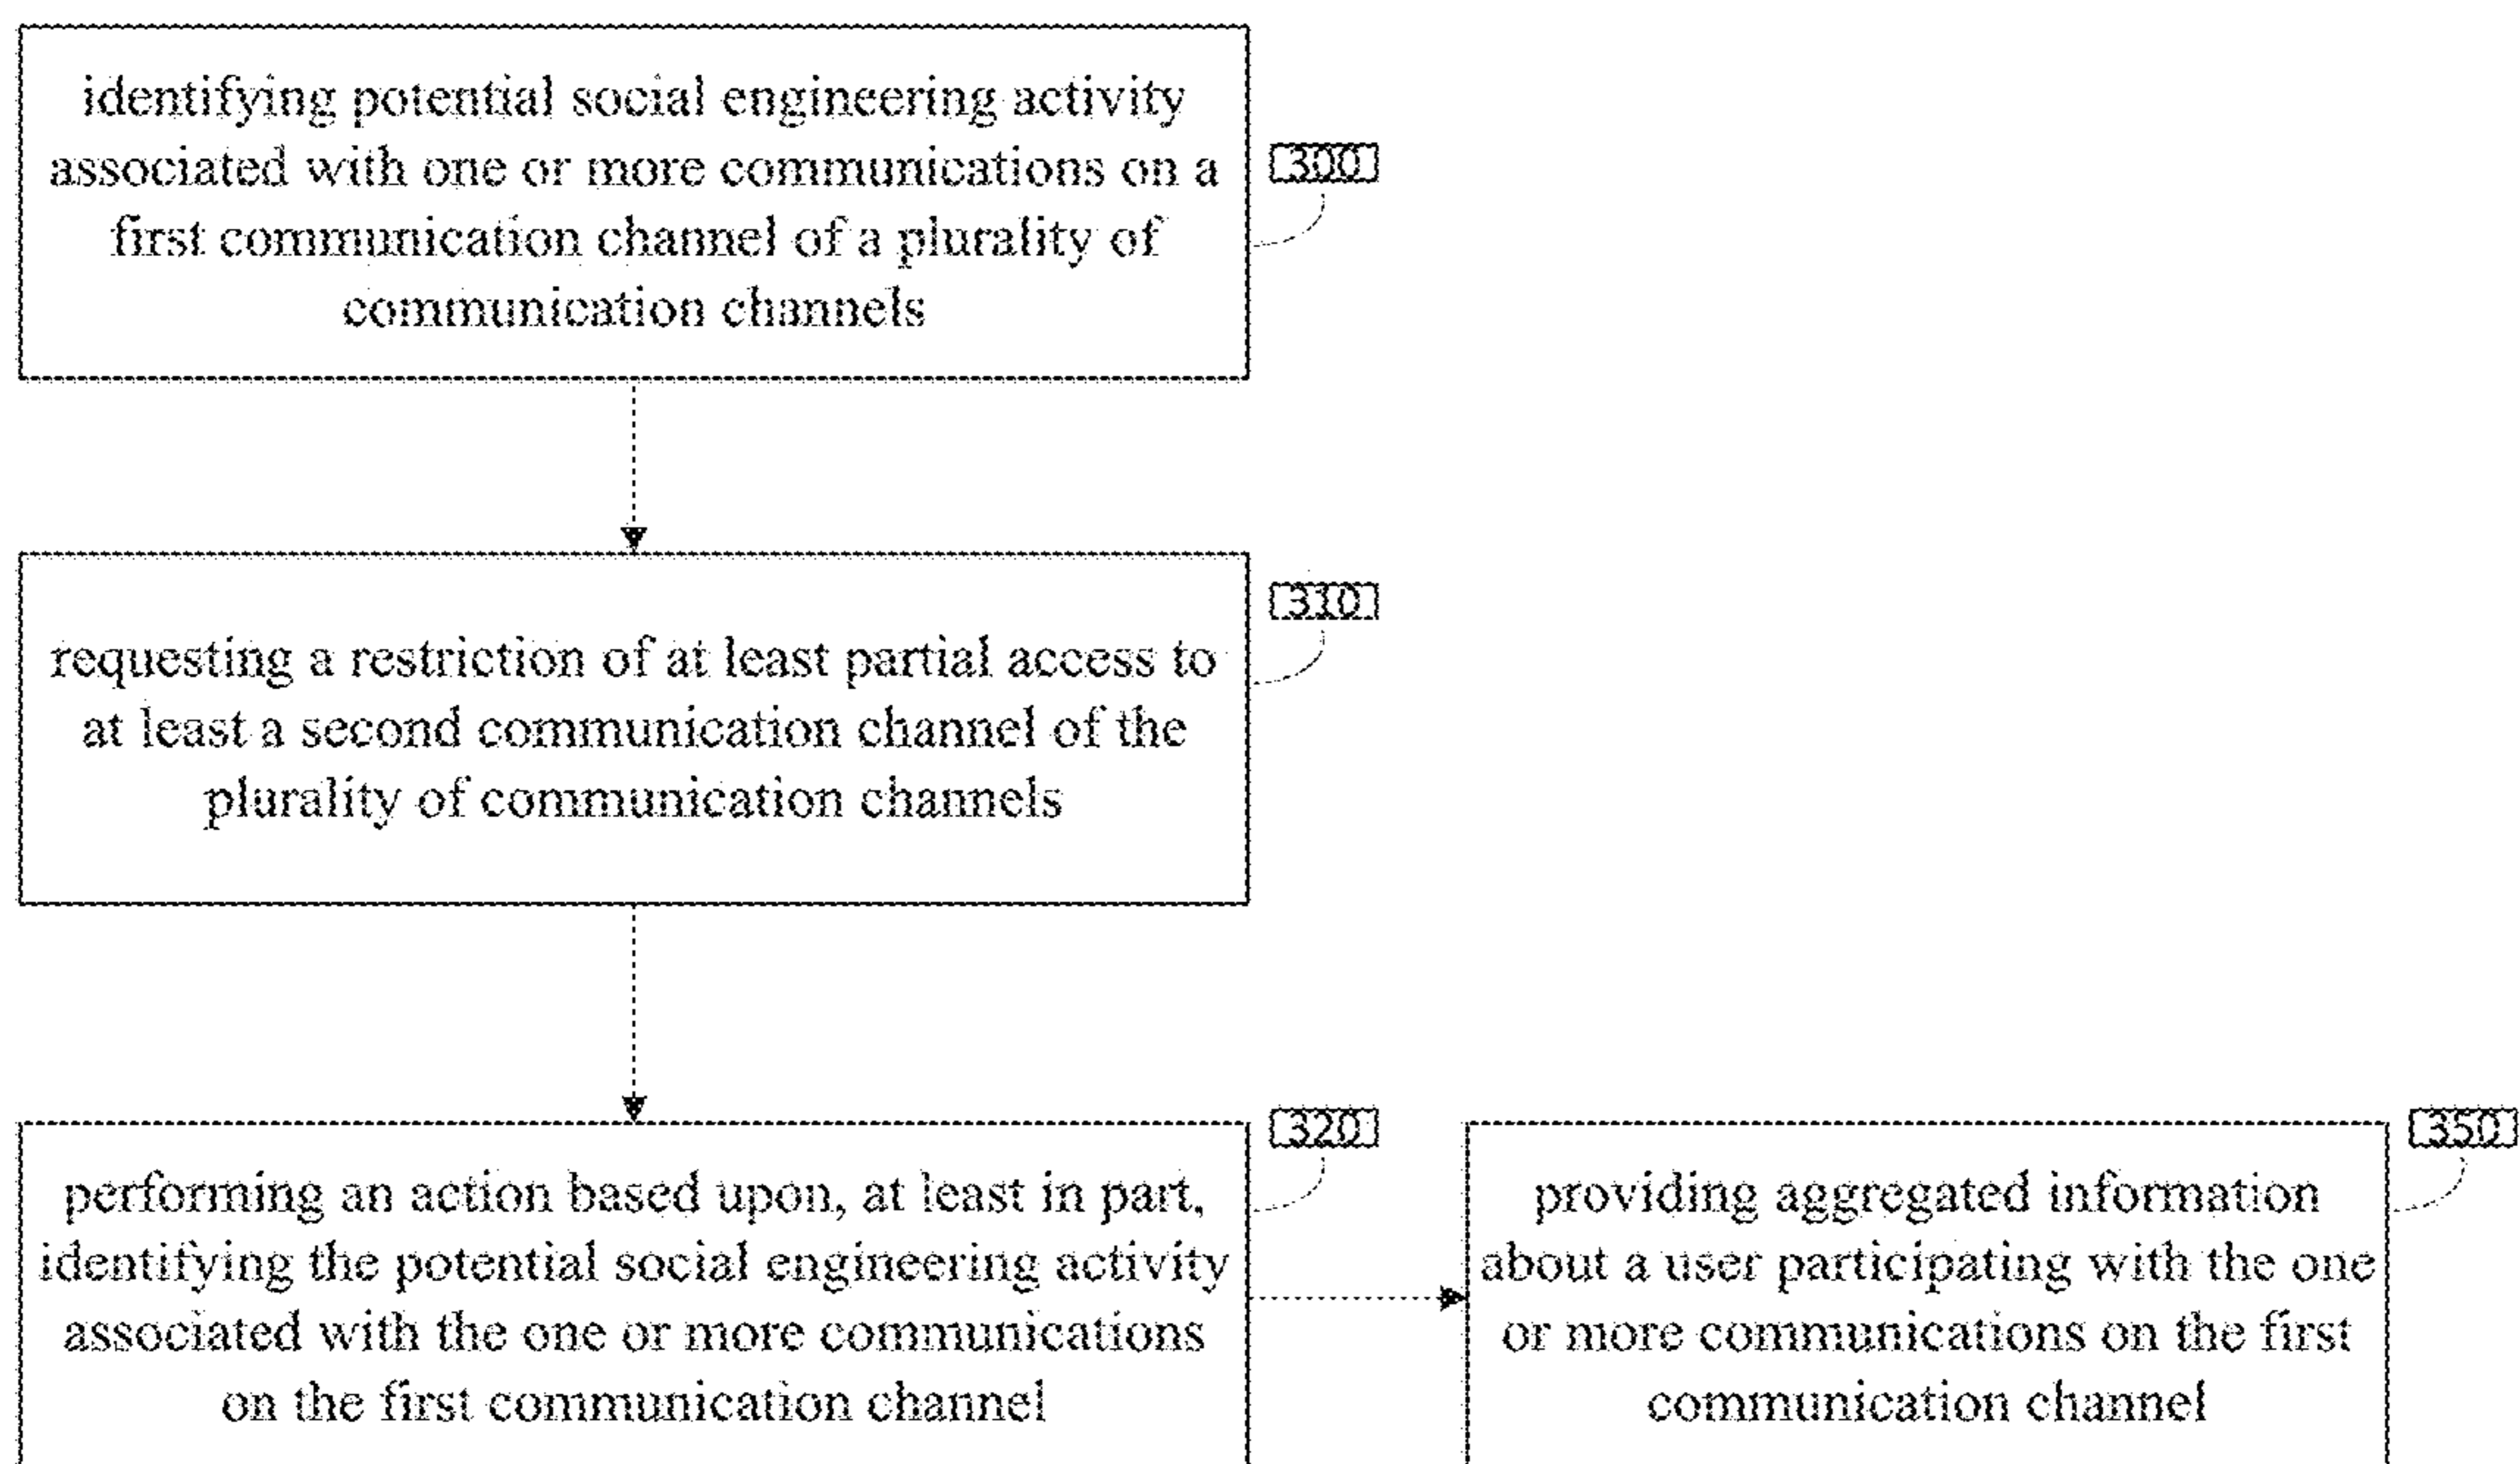 identifying potential social engineering activity
associated with one or more communications on a
first communication channel of a plurality of
communication channels
300
requesting a restriction of at least partial access to
at least a second communication channel of the
plurality of communication channels
310
performing an action based upon, at least in part,
identifying the potential social engineering activity
associated with the one or more communications
on the first communication channel
320
providing aggregated information
about a user participating with the one
or more communications on the first
communication channel
350